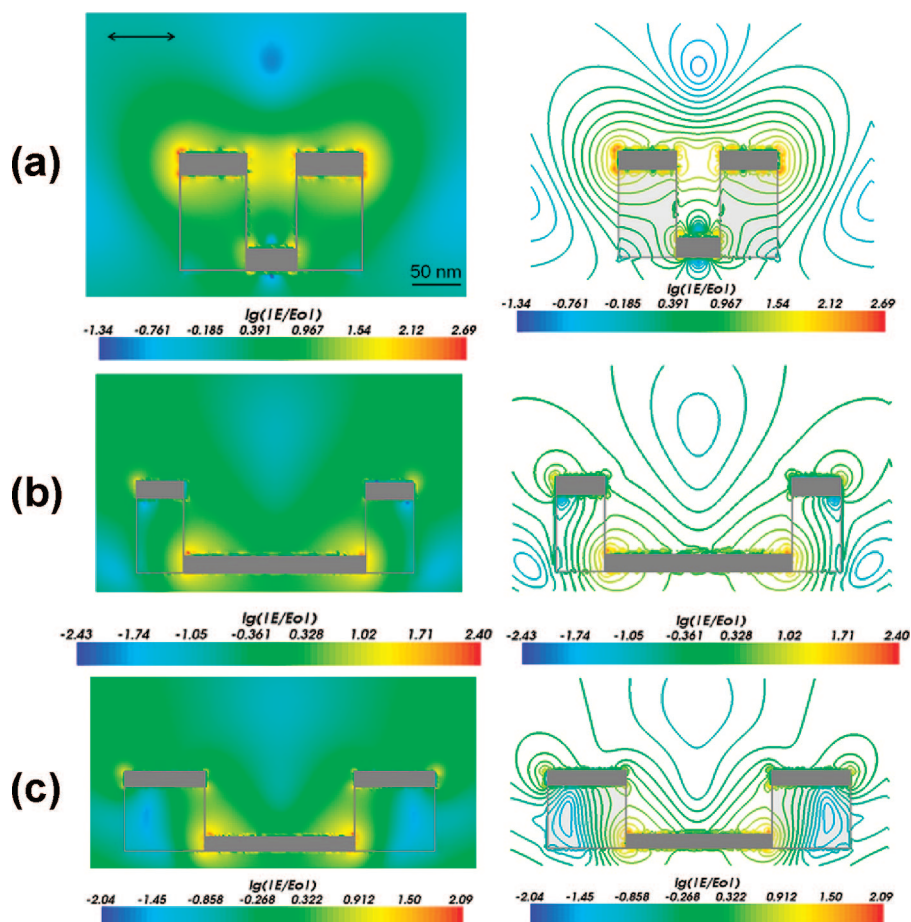 (a)
50 nm
lg(|E/Eo|)
-1.34 -0.761 -0.185 0.391 0.967 1.54 2.12 2.69
lg(|E/Eo|)
-1.34 -0.761 -0.185 0.391 0.967 1.54 2.12 2.69
(b)
lg(|E/Eo|)
-2.43 -1.74 -1.05 -0.361 0.328 1.02 1.71 2.40
lg(|E/Eo|)
-2.43 -1.74 -1.05 -0.361 0.328 1.02 1.71 2.40
(c)
lg(|E/Eo|)
-2.04 -1.45 -0.858 -0.268 0.322 0.912 1.50 2.09
lg(|E/Eo|)
-2.04 -1.45 -0.858 -0.268 0.322 0.912 1.50 2.09